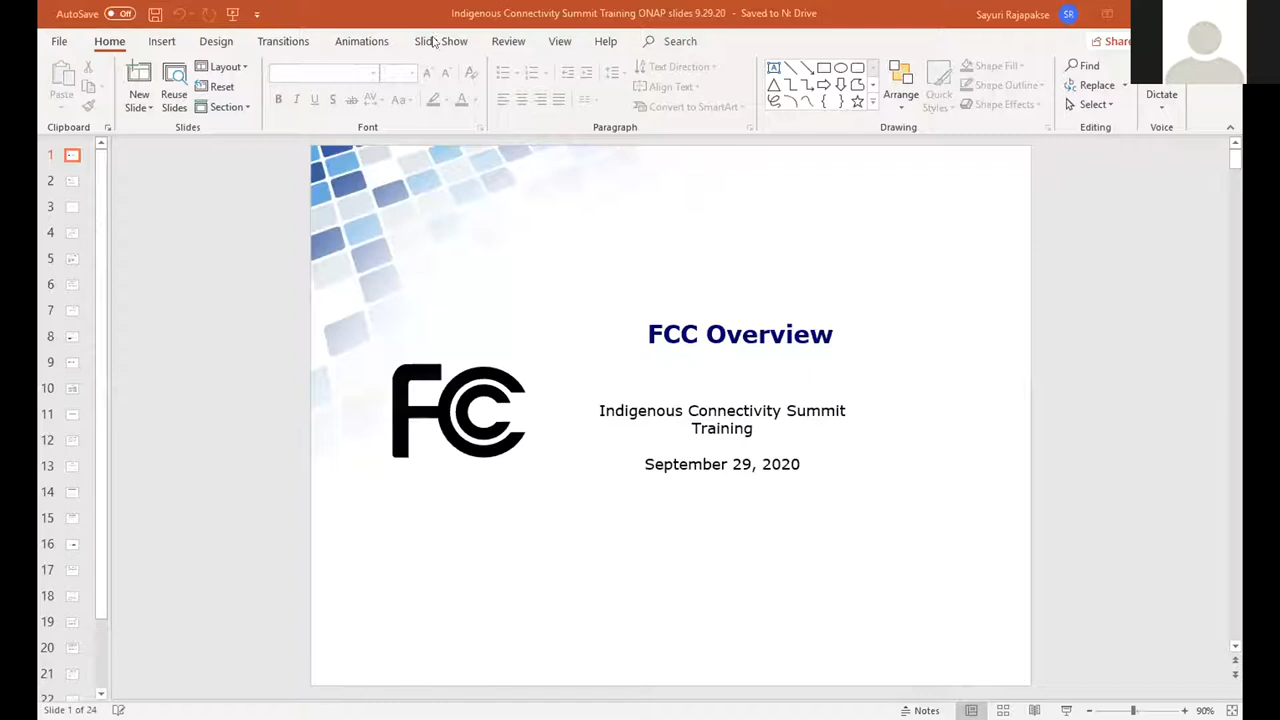 AutoSave Off
Indigenous Connectivity Summit Training ONAP slides 9.29.20 - Saved to N: Drive
Sayuri Rajapakse SR
File Home Insert Design Transitions Animations Slide Show Review View Help Search Share
Paste
New Slide
Reuse Slides
Layout
Reset
Section
Text Direction
Align Text
Convert to SmartArt
Arrange
Quick Styles
Shape Fill
Shape Outline
Shape Effects
Find
Replace
Select
Dictate
Clipboard Slides Font Paragraph Drawing Editing Voice
1
2
3
4
5
6
7
8
9
10
11
12
13
14
15
16
17
18
19
20
21
22
FCC Overview
FCC
Indigenous Connectivity Summit
Training
September 29, 2020
Slide 1 of 24
Notes
90%